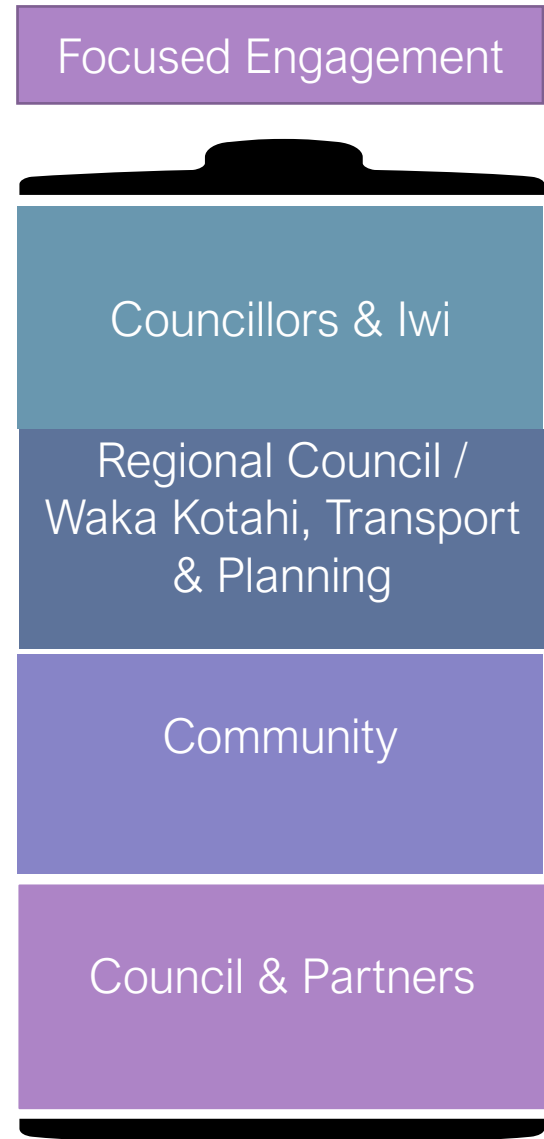 Focused Engagement
Councillors & Iwi
Regional Council /
Waka Kotahi, Transport
& Planning
Community
Council & Partners